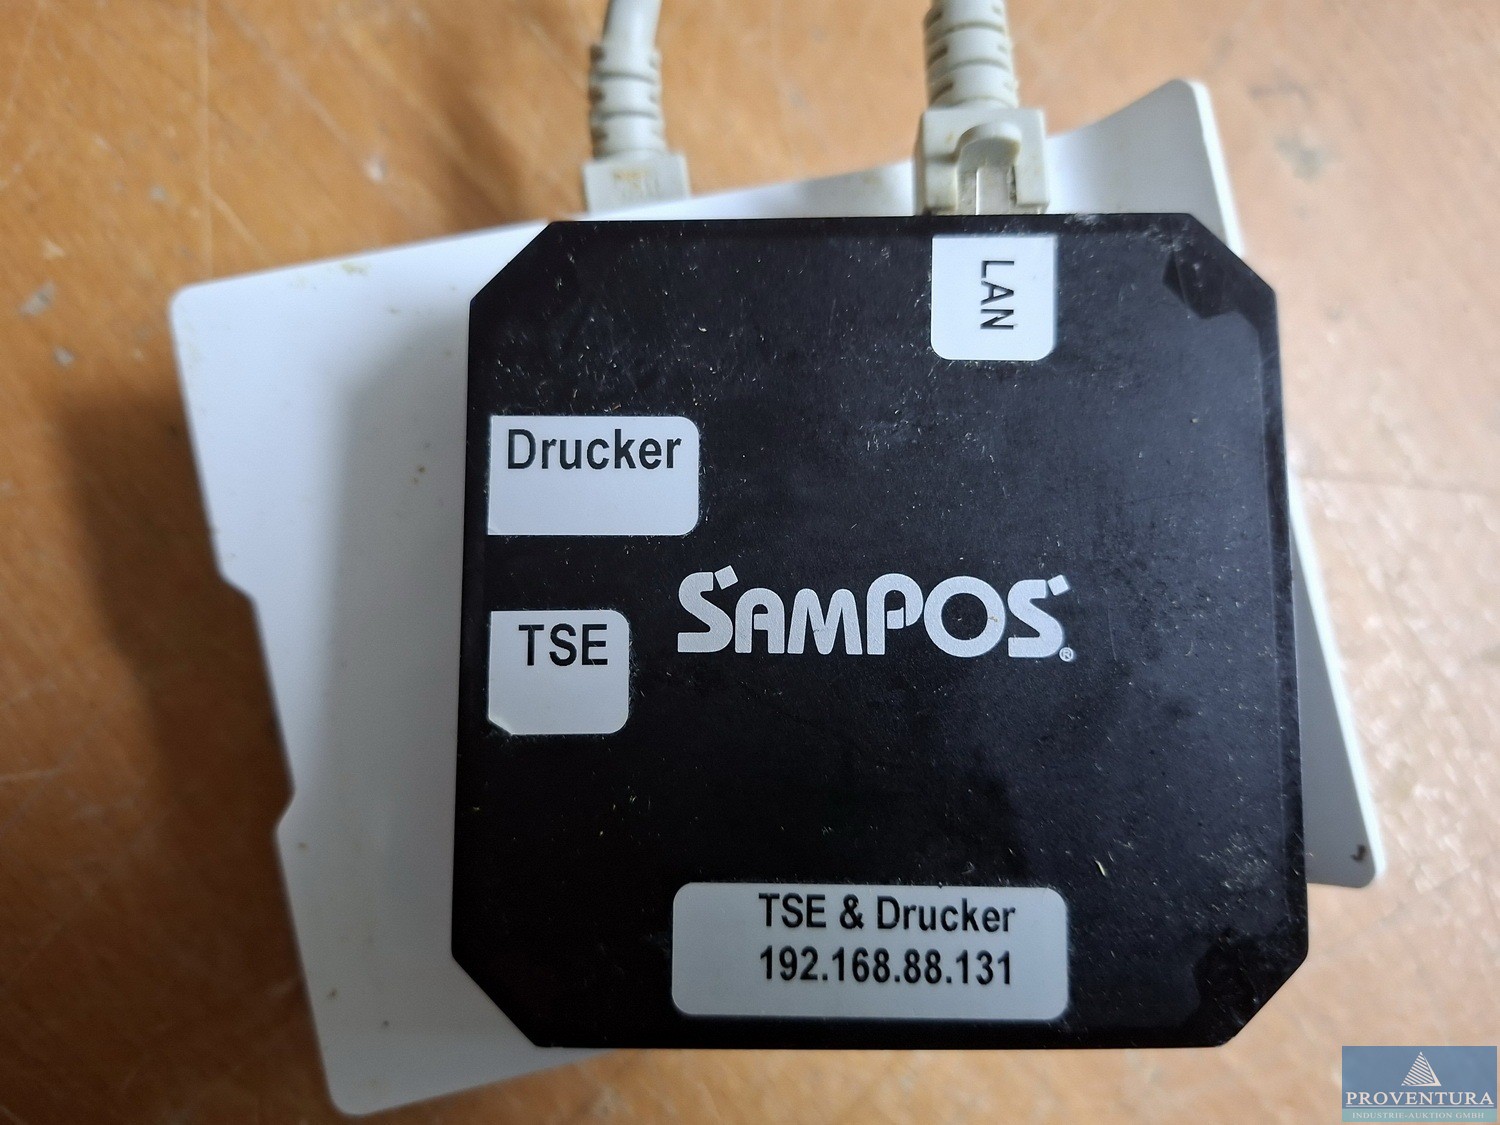 LAN
Drucker
TSE
SAMPOS®
TSE & Drucker
192.168.88.131
PROVENTURA
INDUSTRIE-AUKTION GMBH